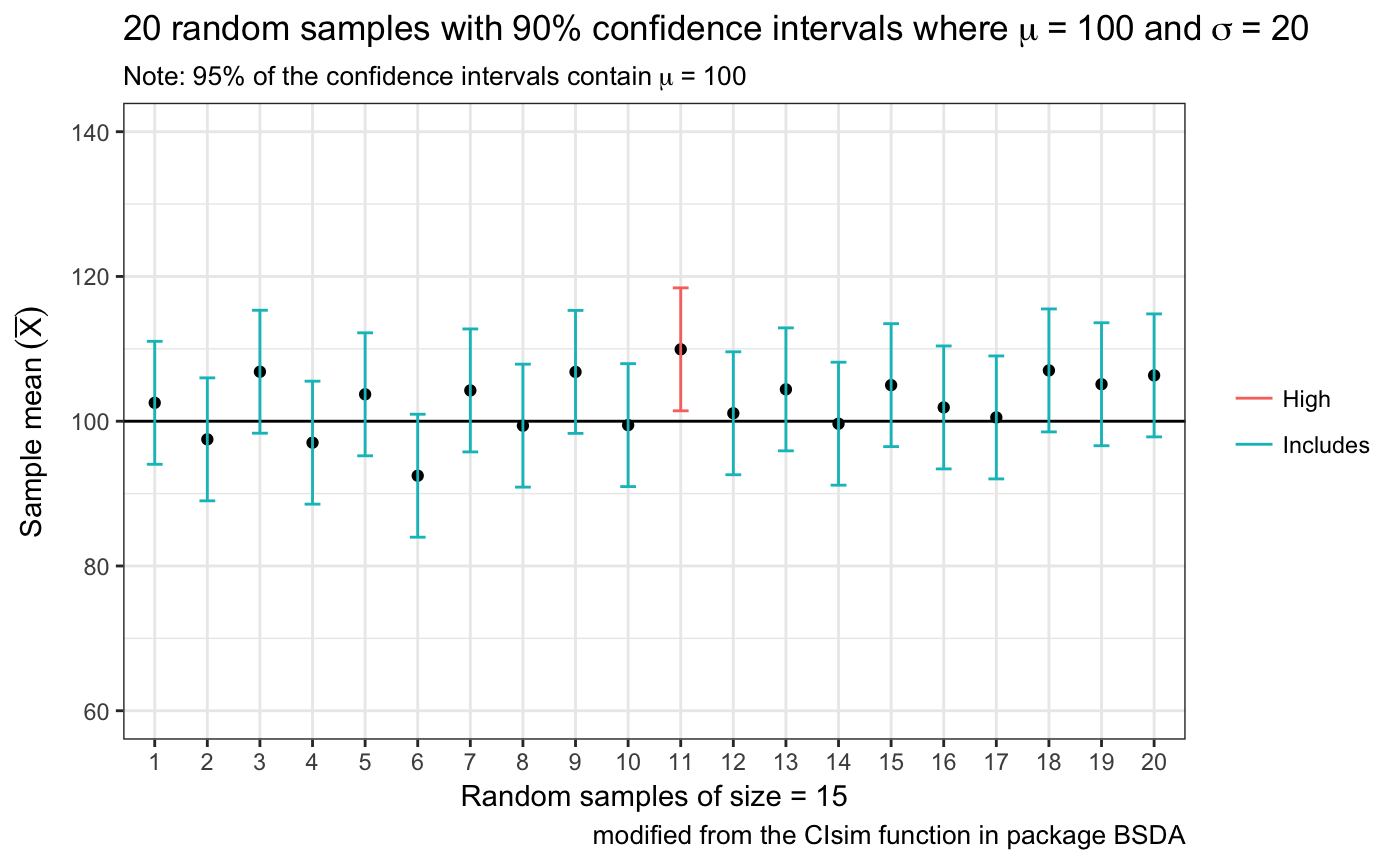 20 random samples with 90% confidence intervals where μ = 100 and σ = 20
Note: 95% of the confidence intervals contain μ = 100
140
120
100
80
60
Sample mean (X̅)
1 2 3 4 5 6 7 8 9 10 11 12 13 14 15 16 17 18 19 20
Random samples of size = 15
modified from the CIsim function in package BSDA
High
Includes